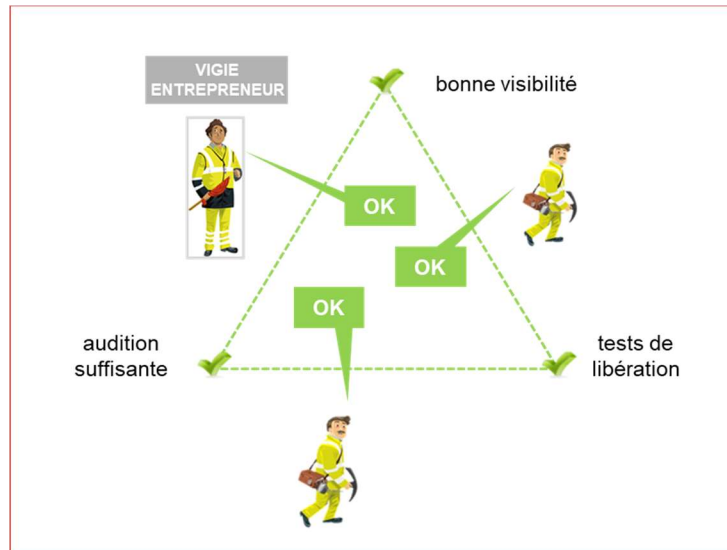 VIGIE
ENTREPRENEUR
bonne visibilité
OK
OK
OK
audition
suffisante
tests de
libération